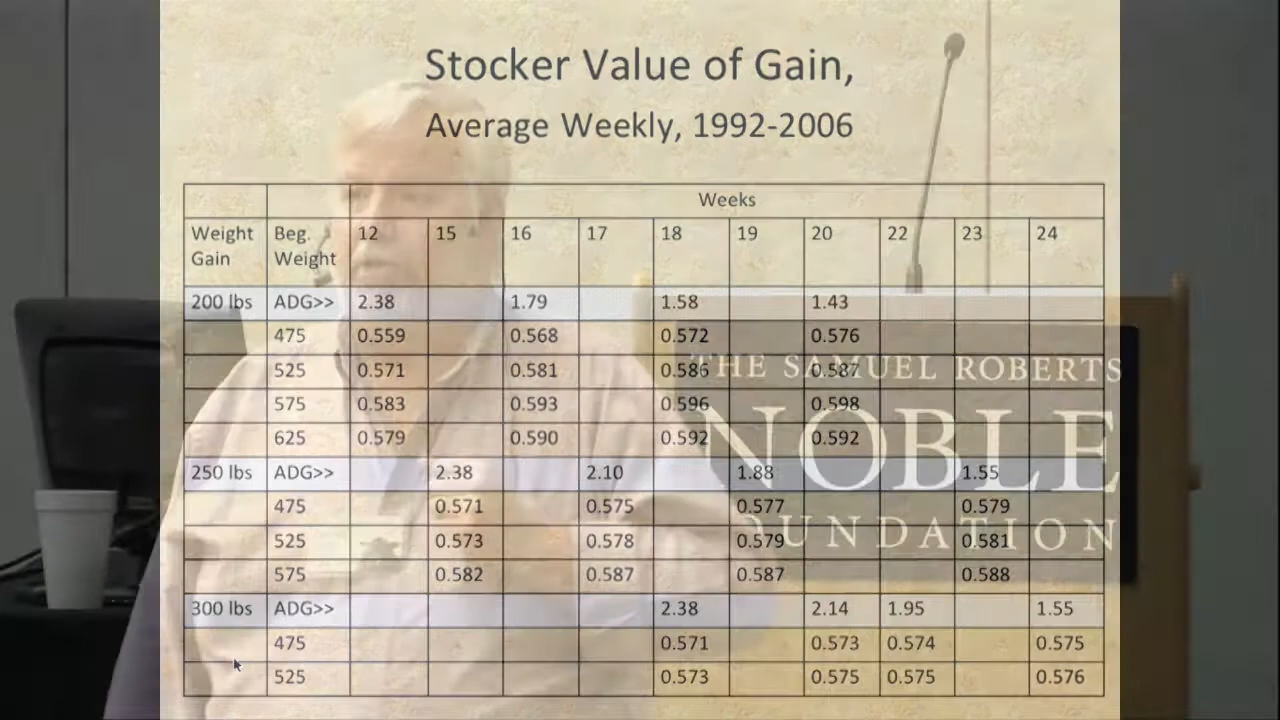 Stocker Value of Gain,
Average Weekly, 1992-2006
Weeks
Weight Gain Beg. Weight 12 15 16 17 18 19 20 22 23 24
200 lbs ADG>> 2.38 1.79 1.58 1.43
475 0.559 0.568 0.572 0.576
525 0.571 0.581 0.586 0.587
575 0.583 0.593 0.596 0.598
625 0.579 0.590 0.592 0.592
250 lbs ADG>> 2.38 2.10 1.88 1.55
475 0.571 0.575 0.577 0.579
525 0.573 0.578 0.579 0.581
575 0.582 0.587 0.587 0.588
300 lbs ADG>> 2.38 2.14 1.95 1.55
475 0.571 0.573 0.574 0.575
525 0.573 0.575 0.575 0.576
THE SAMUEL ROBERTS
NOBLE
FOUNDATION